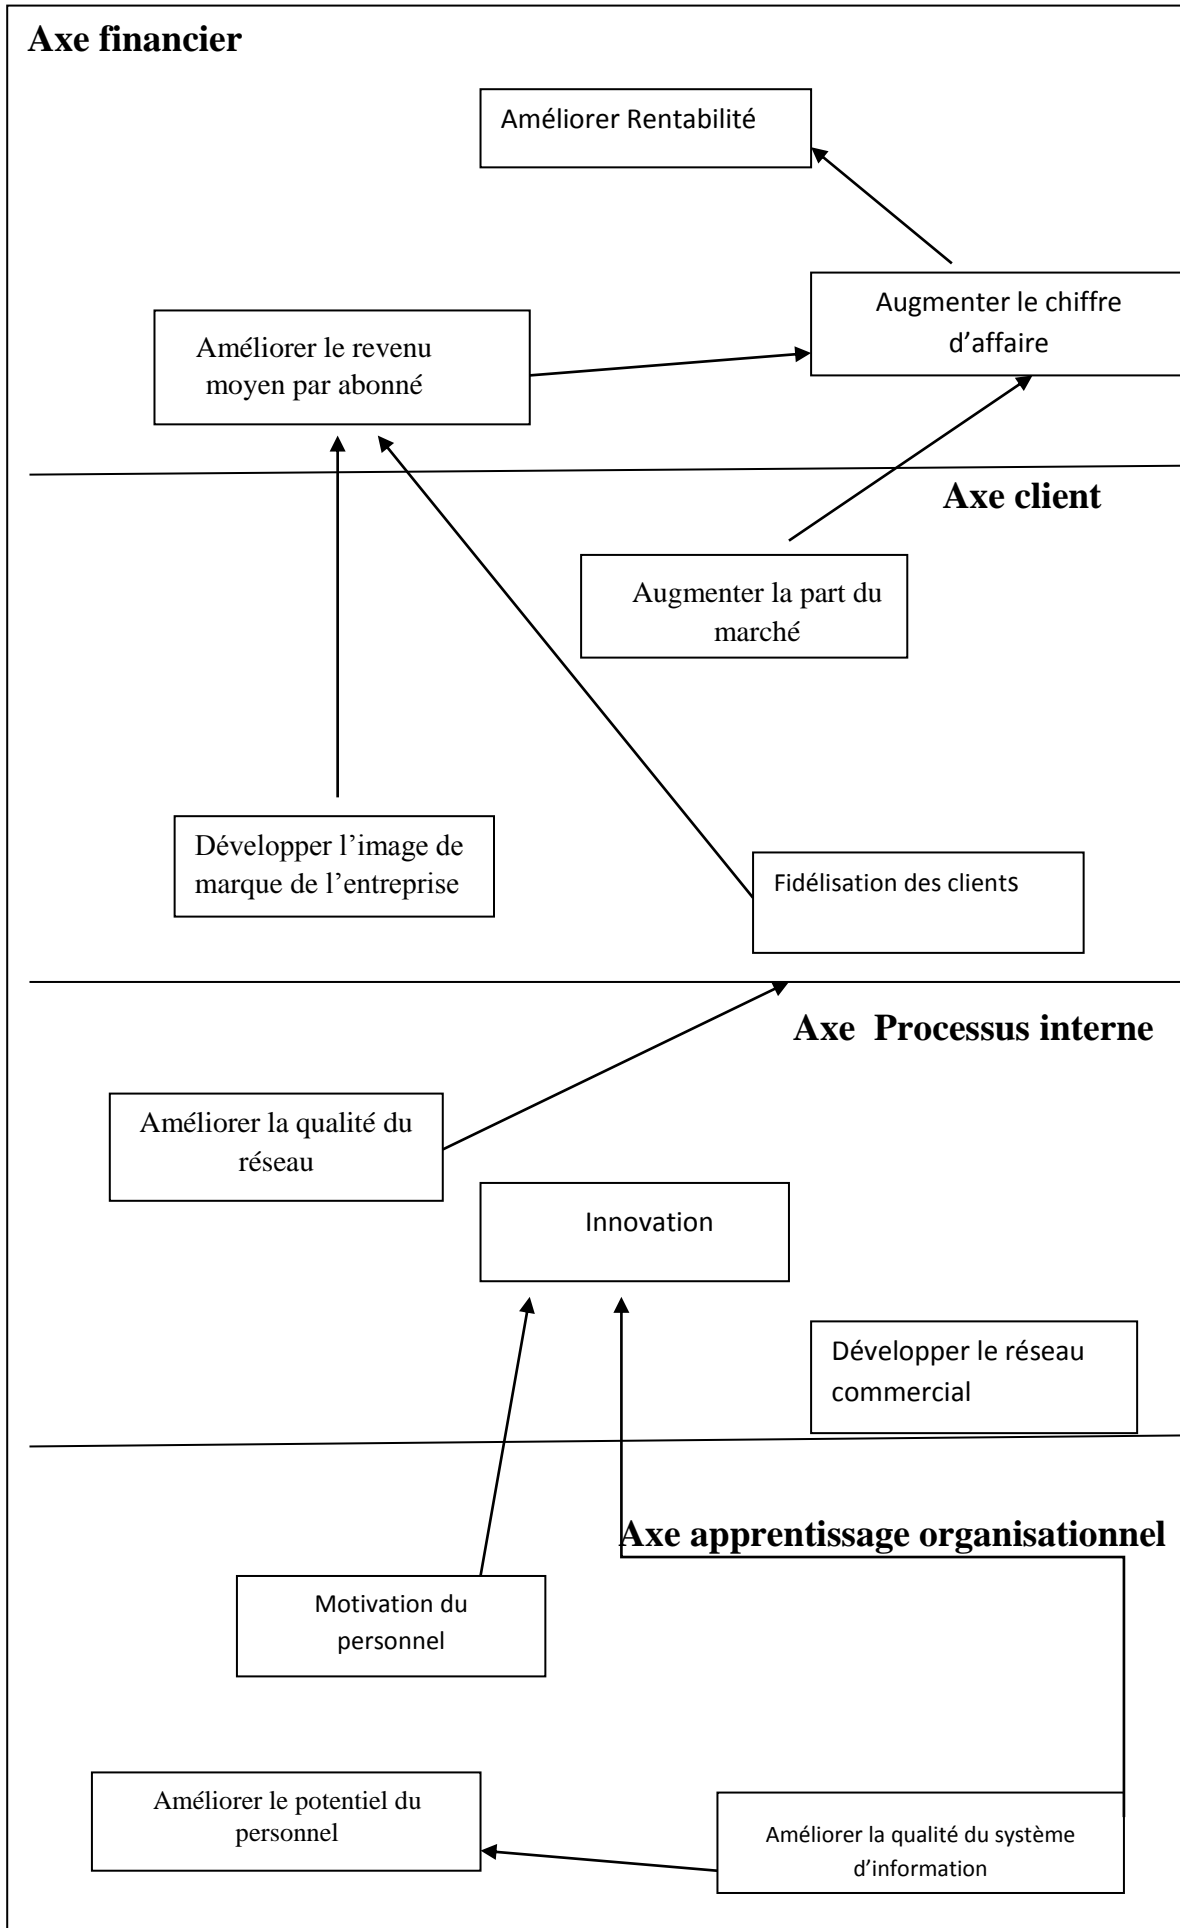 Axe financier
Améliorer Rentabilité
Augmenter le chiffre
d’affaire
Améliorer le revenu
moyen par abonné
Axe client
Augmenter la part du
marché
Développer l’image de
marque de l’entreprise
Fidélisation des clients
Axe Processus interne
Améliorer la qualité du
réseau
Innovation
Développer le réseau
commercial
Axe apprentissage organisationnel
Motivation du
personnel
Améliorer le potentiel du
personnel
Améliorer la qualité du système
d’information